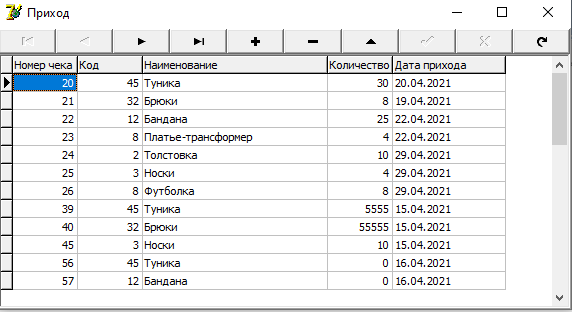 Приход
Номер чека Код Наименование Количество Дата прихода
20 45 Туника 30 20.04.2021
21 32 Брюки 8 19.04.2021
22 12 Бандана 25 22.04.2021
23 8 Платье-трансформер 4 22.04.2021
24 2 Толстовка 10 29.04.2021
25 3 Носки 4 29.04.2021
26 8 Футболка 8 29.04.2021
39 45 Туника 5555 15.04.2021
40 32 Брюки 55555 15.04.2021
45 3 Носки 10 15.04.2021
56 45 Туника 0 16.04.2021
57 12 Бандана 0 16.04.2021